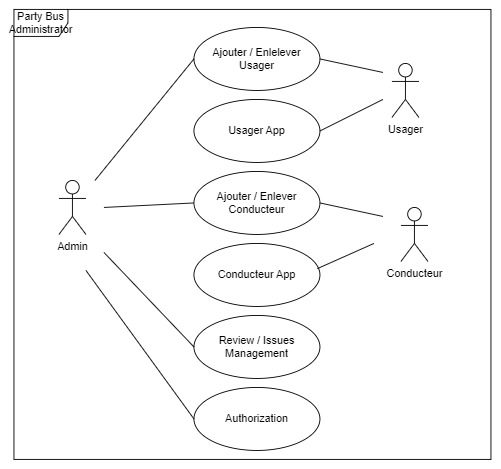 Party Bus
Administrator
Ajouter / Enlelever
Usager
Usager App
Usager
Ajouter / Enlever
Conducteur
Admin
Conducteur App
Conducteur
Review / Issues
Management
Authorization